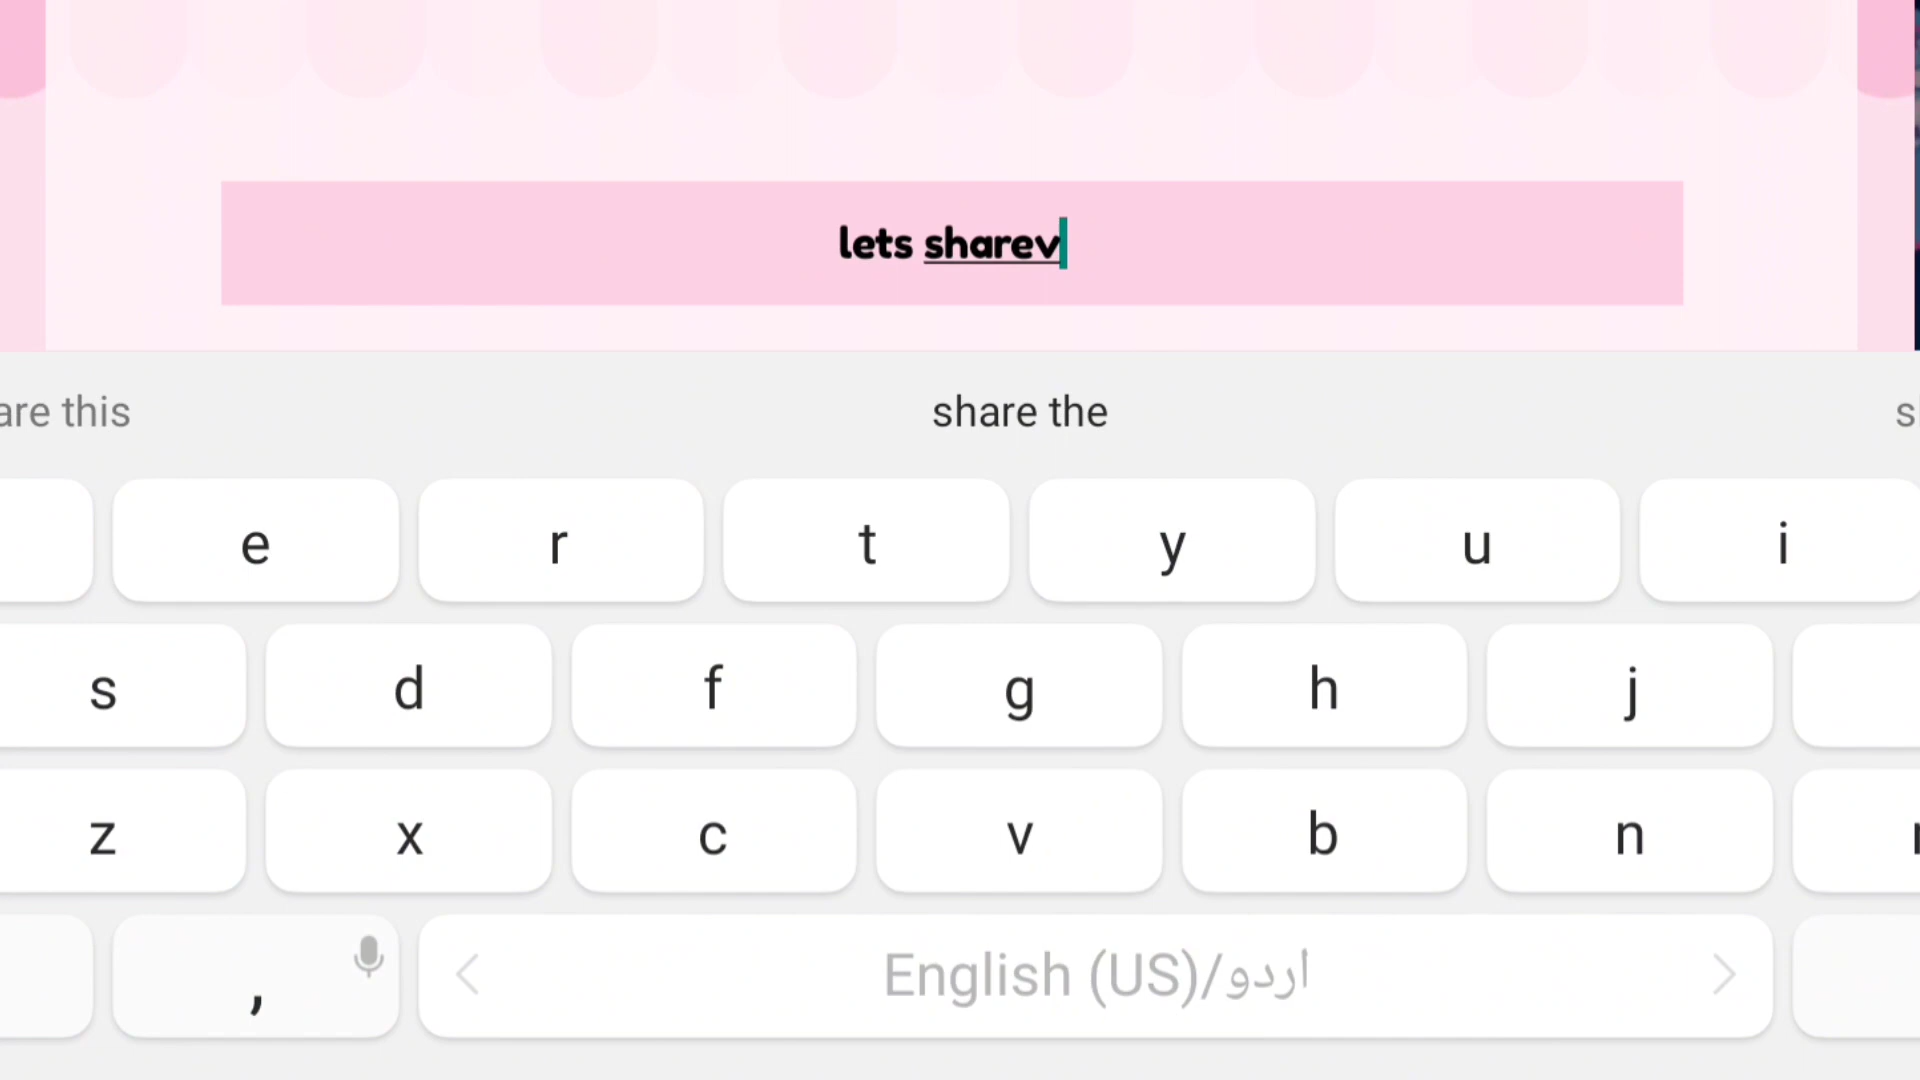 lets sharev
are this share the
e r t y u i
s d f g h j
z x c v b n
, English (US)/اردو